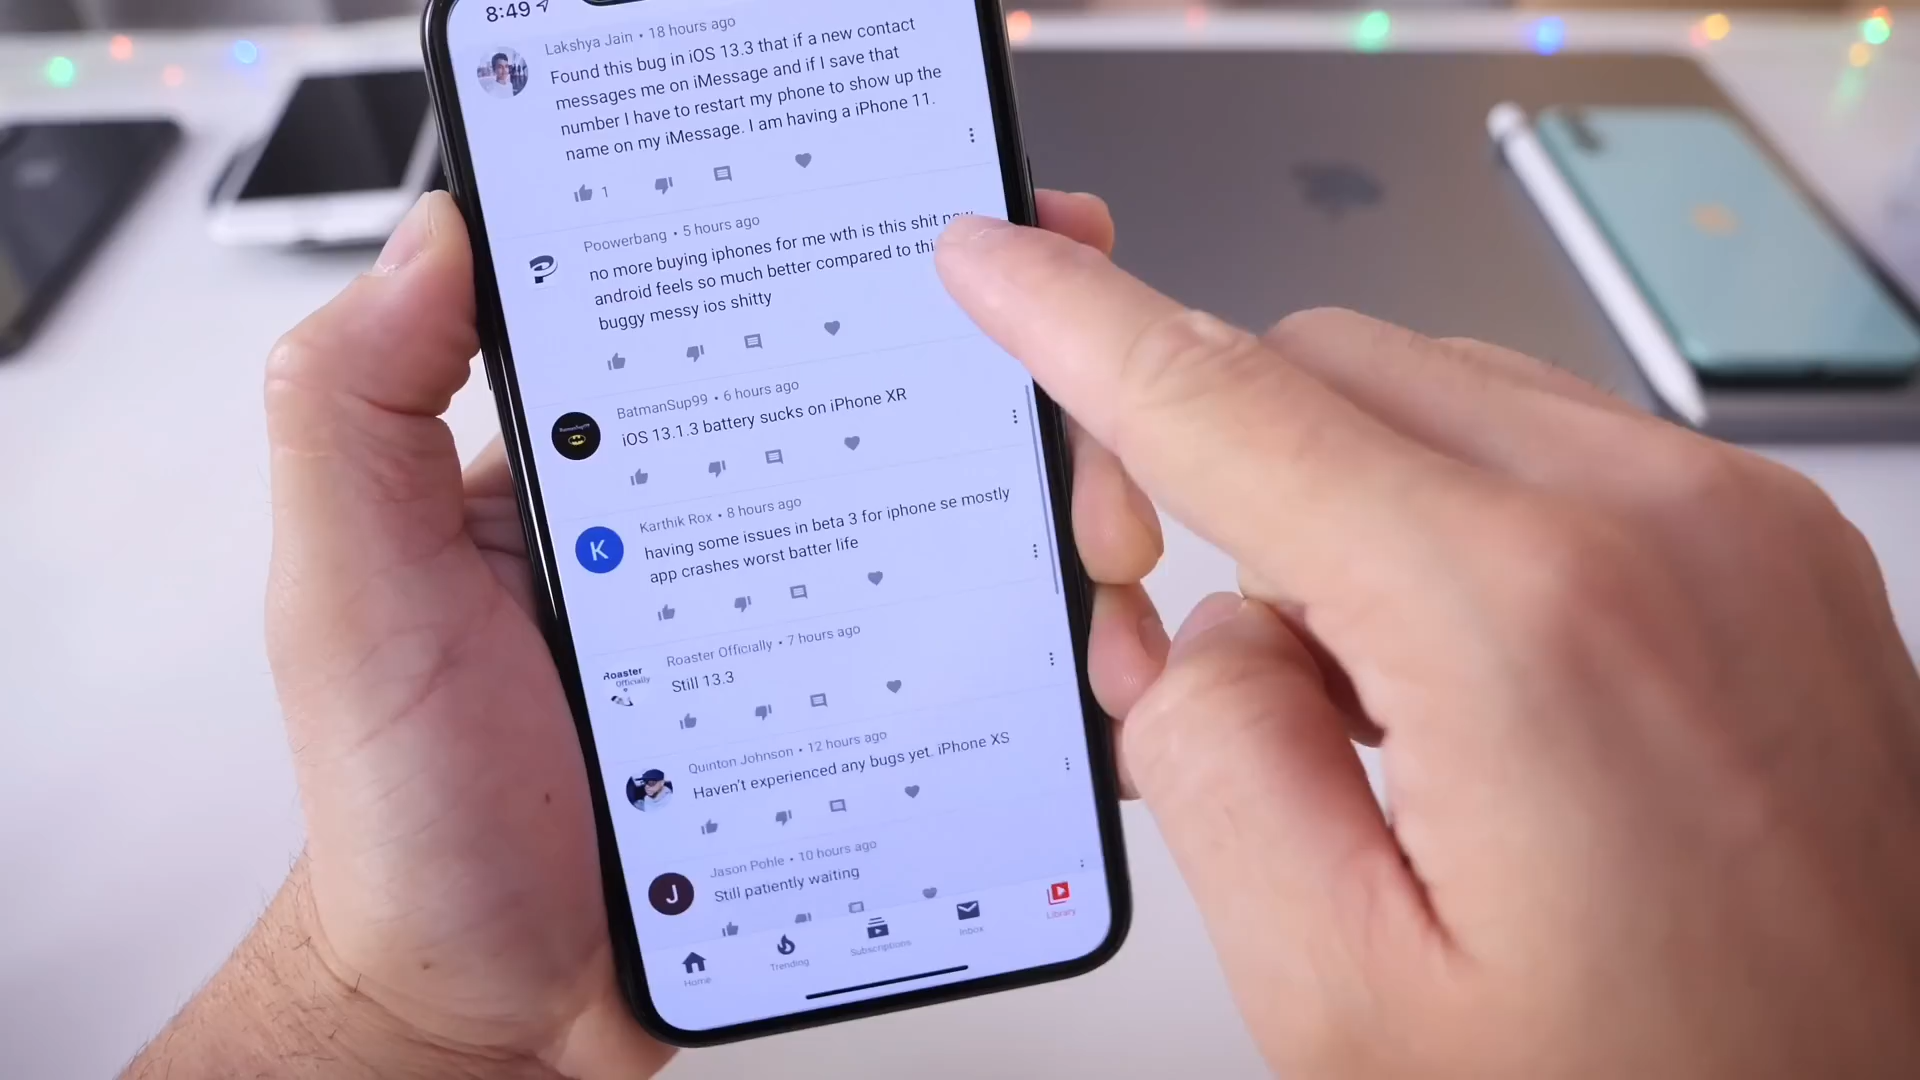 8:49
Lakshya Jain • 18 hours ago
Found this bug in iOS 13.3 that if a new contact
messages me on iMessage and if I save that
number I have to restart my phone to show up the
name on my iMessage. I am having a iPhone 11.
1
Poowerbang • 5 hours ago
no more buying iphones for me wth is this shit
android feels so much better compared to
buggy messy ios shitty
BatmanSup99 • 6 hours ago
iOS 13.1.3 battery sucks on iPhone XR
K
Karthik Rox • 8 hours ago
having some issues in beta 3 for iphone se mostly
app crashes worst batter life
Roaster
Officially
Roaster Officially • 7 hours ago
Still 13.3
Quinton Johnson • 12 hours ago
Haven't experienced any bugs yet. iPhone XS
J
Jason Pohle • 10 hours ago
Still patiently waiting
Home
Trending
Subscriptions
Inbox
Library